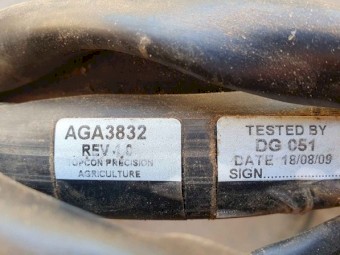 AGA3832
REV 4.0
TOPCON PRECISION
AGRICULTURE
TESTED BY
DG 051
DATE 18/08/09
SIGN....................